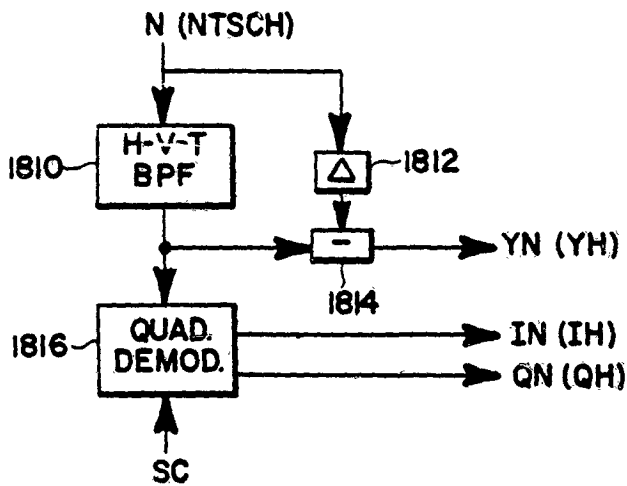 N (NTSCH)
H-V-T
BPF
1810
Δ
1812
-
1814
YN (YH)
QUAD.
DEMOD.
1816
IN (IH)
QN (QH)
SC